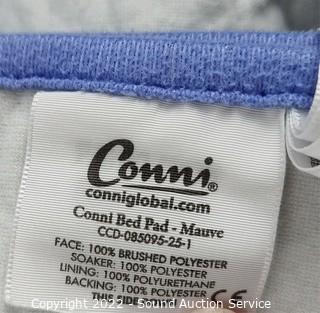 Conni®
conniglobal.com
Conni Bed Pad - Mauve
CCD-085095-25-1
FACE: 100% BRUSHED POLYESTER
SOAKER: 100% POLYESTER
LINING: 100% POLYURETHANE
BACKING: 100% POLYESTER
Copyright 2022 - Sound Auction Service